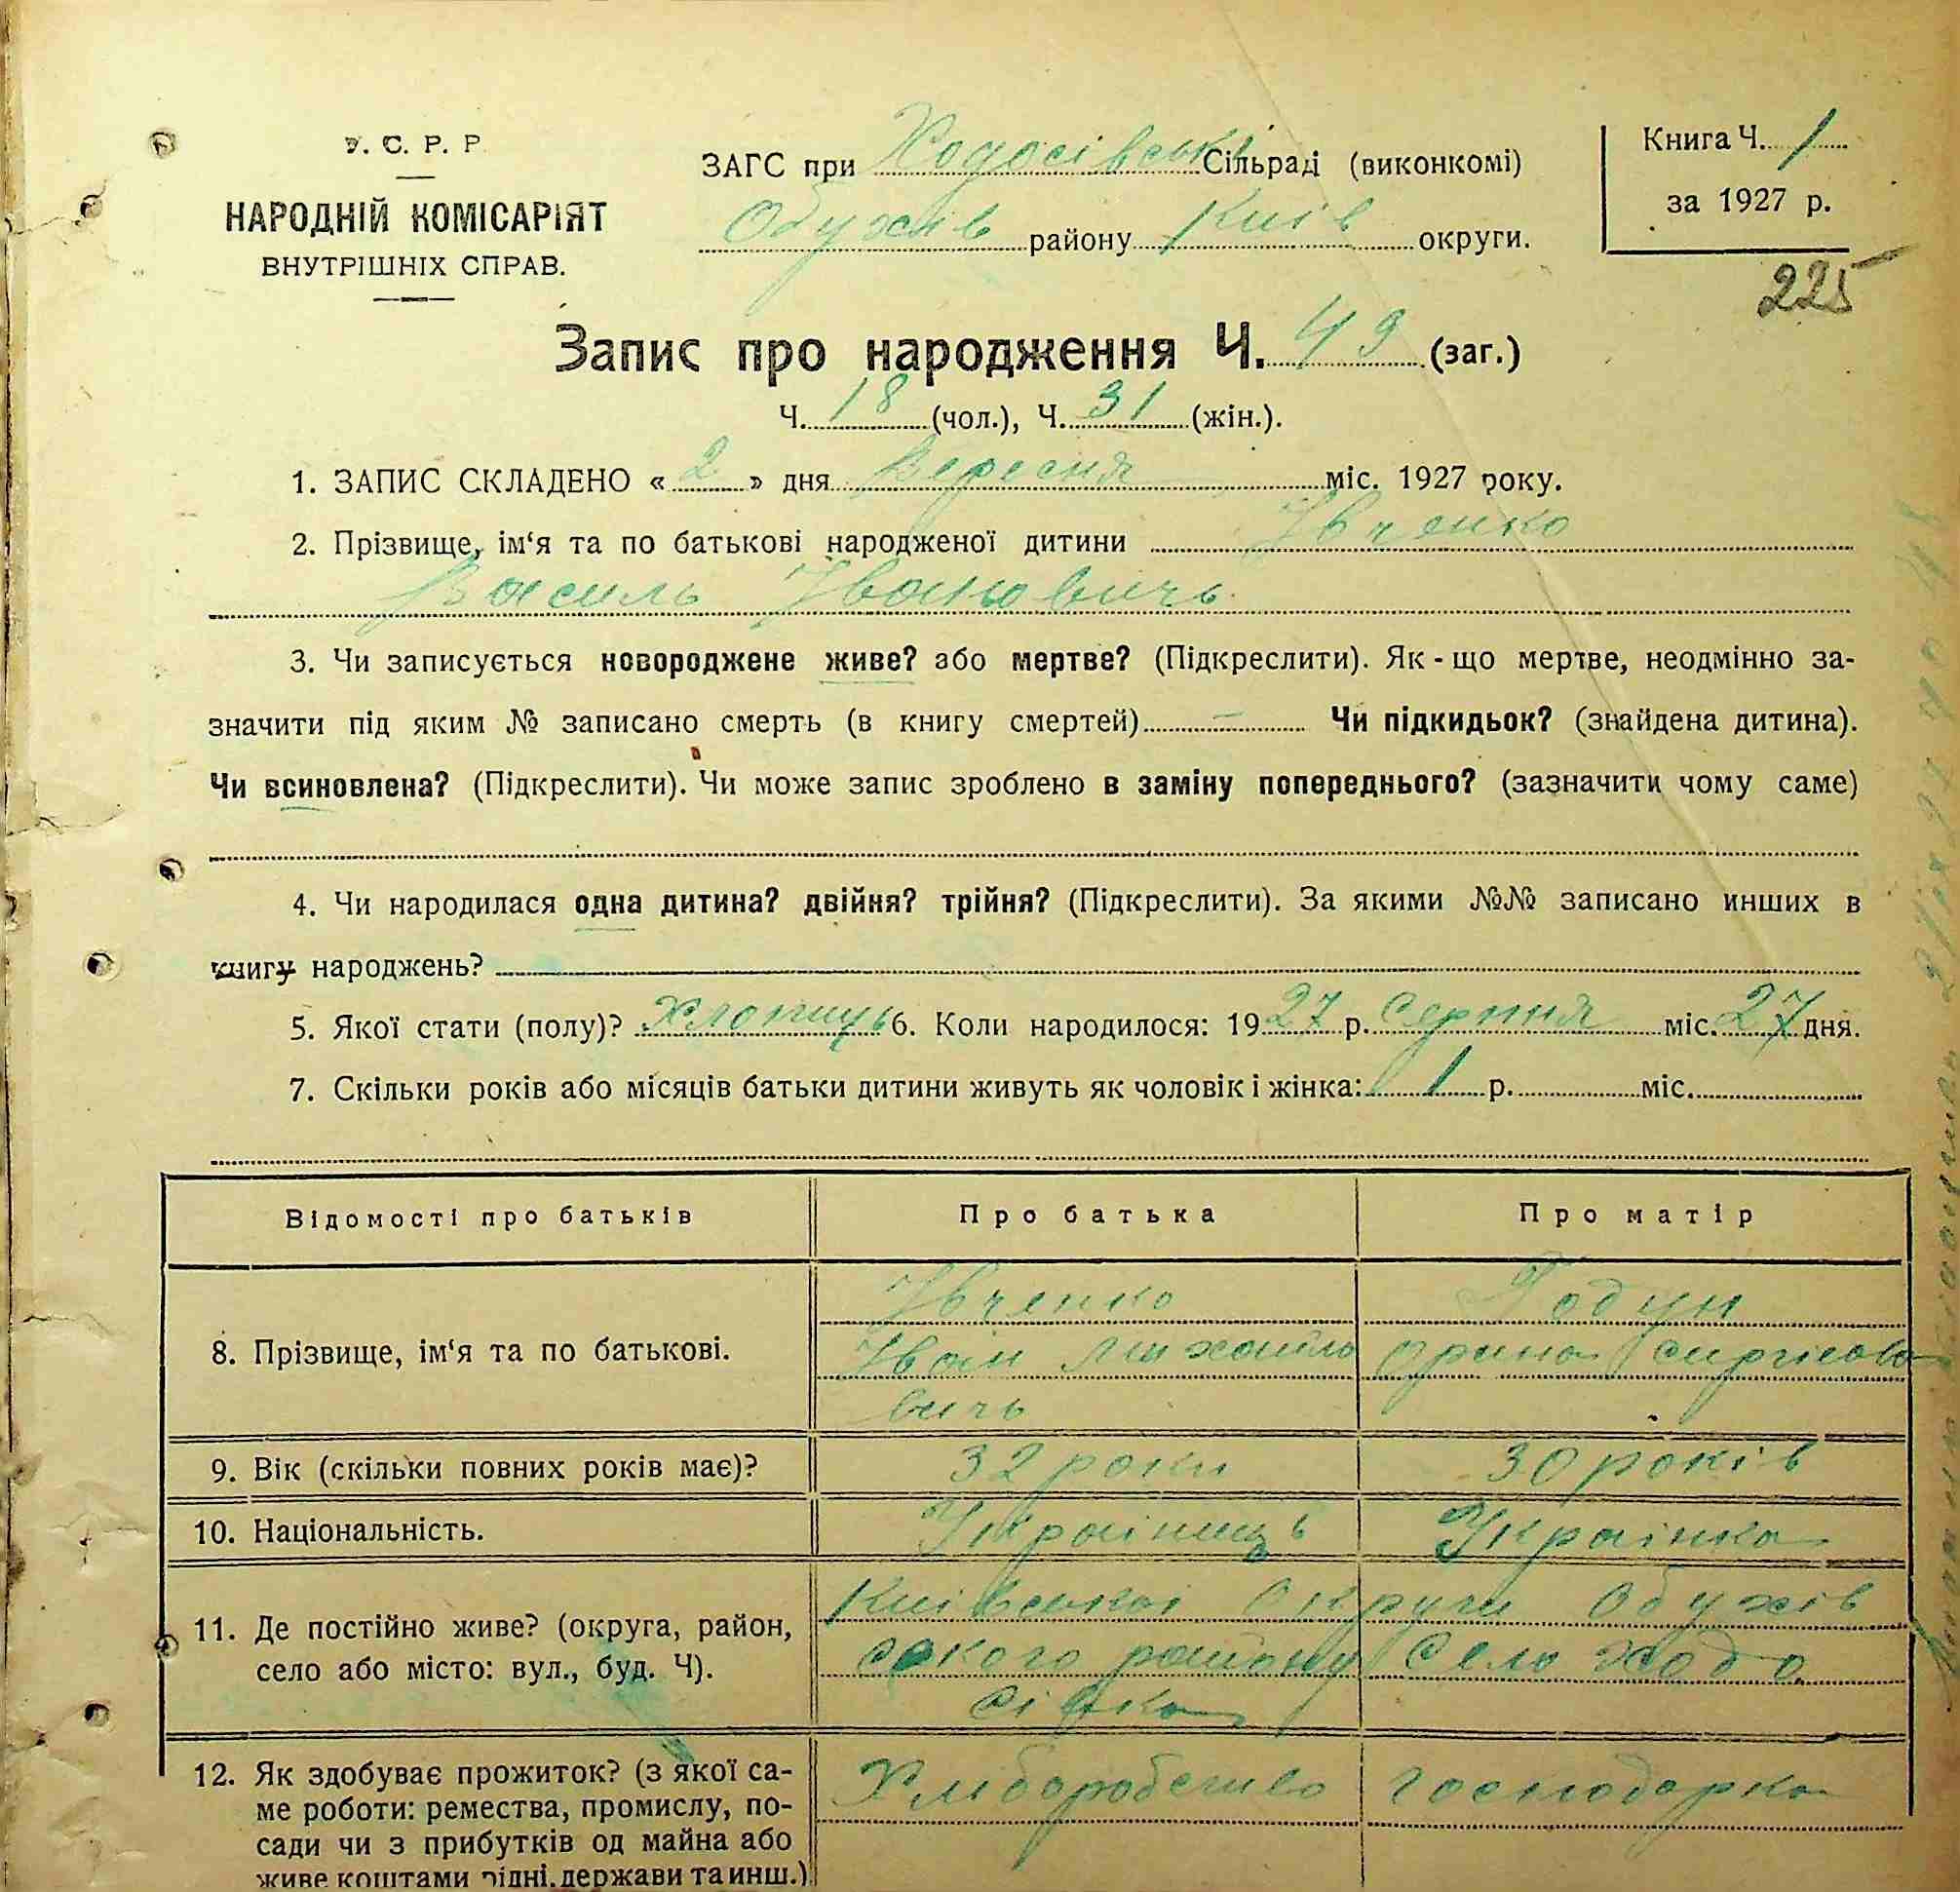 У. С. Р. Р
НАРОДНІЙ КОМІСАРІЯТ
ВНУТРІШНІХ СПРАВ.
ЗАГС при Ходосівській Сільраді (виконкомі)
Обухів району Київ округи.
Книга Ч. 1
за 1927 р.
225
Запис про народження Ч. 49 (заг.)
Ч. 18 (чол.), Ч. 31 (жін.).
1. ЗАПИС СКЛАДЕНО « 2 » дня Вересня міс. 1927 року.
2. Прізвище, ім‘я та по батькові народженої дитини Івченко
Василь Івановичь
3. Чи записується новороджене живе? або мертве? (Підкреслити). Як - що мертве, неодмінно за-
значити під яким № записано смерть (в книгу смертей) — Чи підкидьок? (знайдена дитина).
Чи всиновлена? (Підкреслити). Чи може запис зроблено в заміну попереднього? (зазначити чому саме)
4. Чи народилася одна дитина? двійня? трійня? (Підкреслити). За якими №№ записано инших в
книгу народжень?
5. Якої стати (полу)? Хлопиць 6. Коли народилося: 1927 р. Серпня міс. 27 дня.
7. Скільки років або місяців батьки дитини живуть як чоловік і жінка: 1 р. міс.
Відомості про батьків Про батька Про матір
8. Прізвище, ім‘я та по батькові.
Івченко
Іван Михайло
вичь
Годун
Орина
9. Вік (скільки повних років має)? 32 роки 30 років
10. Національність. Українець Українка
11. Де постійно живе? (округа, район,
село або місто: вул., буд. Ч).
Київської Округи Обухів
ського району село Ходо
сівка
12. Як здобуває прожиток? (з якої са-
ме роботи: ремества, промислу, по-
сади чи з прибутків од майна або
живе коштами рідні, держави та инш.)
Хлиборобство господарка